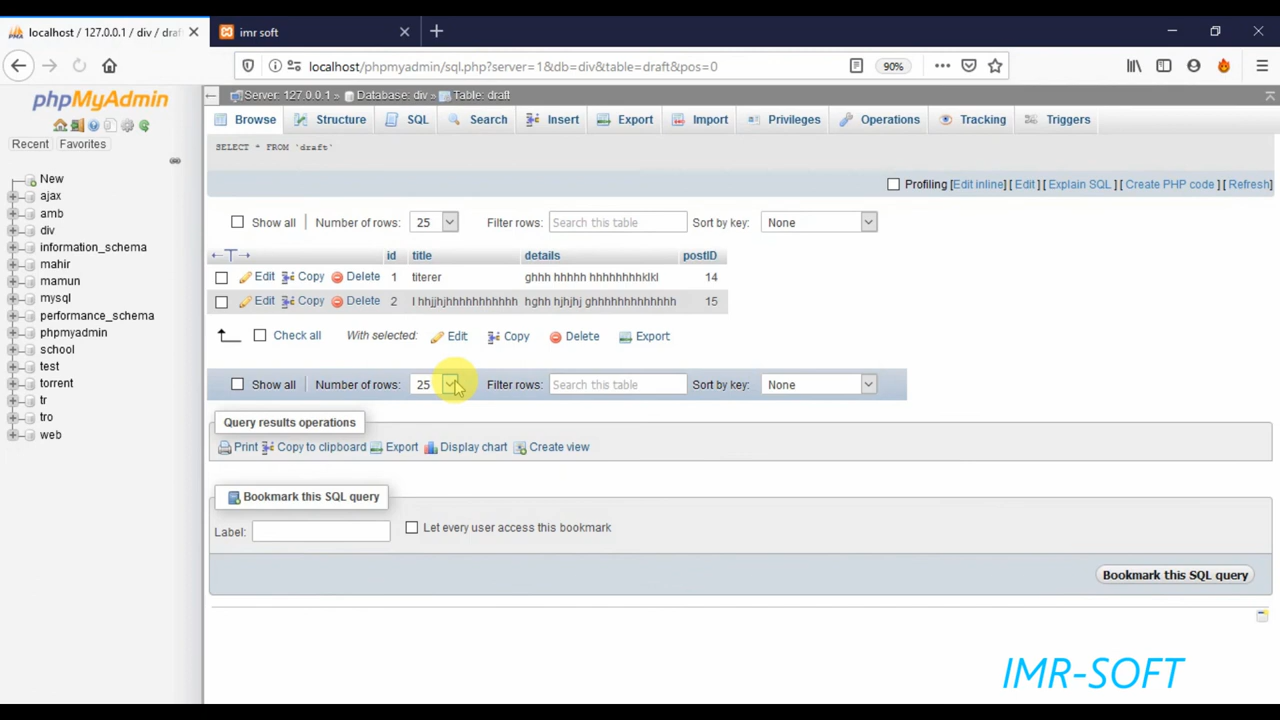 localhost / 127.0.0.1 / div / draf
imr soft
localhost/phpmyadmin/sql.php?server=1&db=div&table=draft&pos=0
90%
phpMyAdmin
Recent Favorites
New
ajax
amb
div
information_schema
mahir
mamun
mysql
performance_schema
phpmyadmin
school
test
torrent
tr
tro
web
Server: 127.0.0.1 » Database: div » Table: draft
Browse Structure SQL Search Insert Export Import Privileges Operations Tracking Triggers
SELECT * FROM `draft`
Profiling [Edit inline] [ Edit ] [ Explain SQL ] [ Create PHP code ] [ Refresh]
Show all Number of rows: 25 Filter rows: Search this table Sort by key: None
id title details postID
Edit Copy Delete 1 titerer ghhh hhhhh hhhhhhhhklkl 14
Edit Copy Delete 2 l hhjjhjhhhhhhhhhhh hghh hjhjhj ghhhhhhhhhhhhh 15
Check all With selected: Edit Copy Delete Export
Show all Number of rows: 25 Filter rows: Search this table Sort by key: None
Query results operations
Print Copy to clipboard Export Display chart Create view
Bookmark this SQL query
Label: Let every user access this bookmark
Bookmark this SQL query
IMR-SOFT